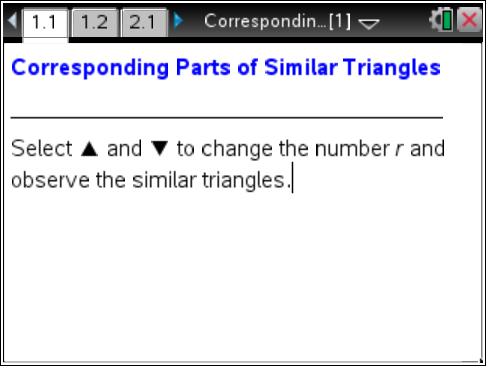 1.1 1.2 2.1 Correspondin...[1]
Corresponding Parts of Similar Triangles
Select ▲ and ▼ to change the number r and
observe the similar triangles.